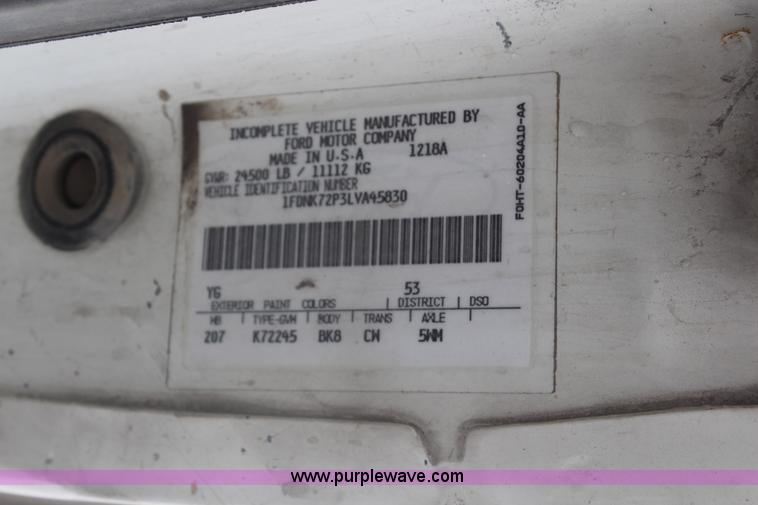 INCOMPLETE VEHICLE MANUFACTURED BY
FORD MOTOR COMPANY
MADE IN U.S.A 1218A
GVWR: 24500 LB / 11112 KG
VEHICLE IDENTIFICATION NUMBER
1FDNK72P3LVA45830
YG 53
EXTERIOR PAINT COLORS | DISTRICT | DSO
WB | TYPE-GVW | BODY | TRANS | AXLE |
207 K72245 BK8 CW 5WM
F0HT-60204A10-AA
www.purplewave.com